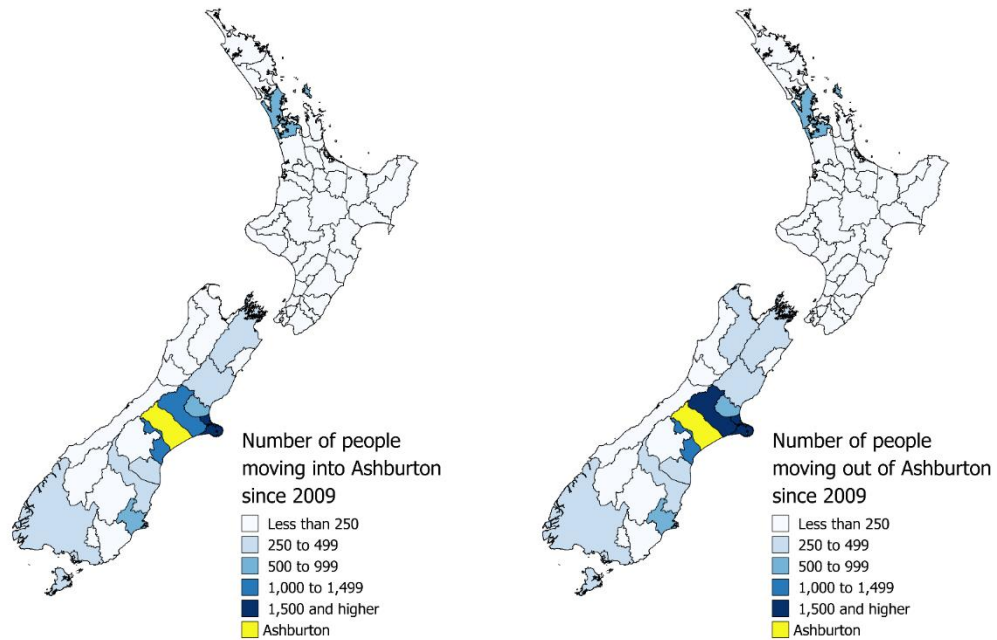 Number of people
moving into Ashburton
since 2009
Less than 250
250 to 499
500 to 999
1,000 to 1,499
1,500 and higher
Ashburton
Number of people
moving out of Ashburton
since 2009
Less than 250
250 to 499
500 to 999
1,000 to 1,499
1,500 and higher
Ashburton